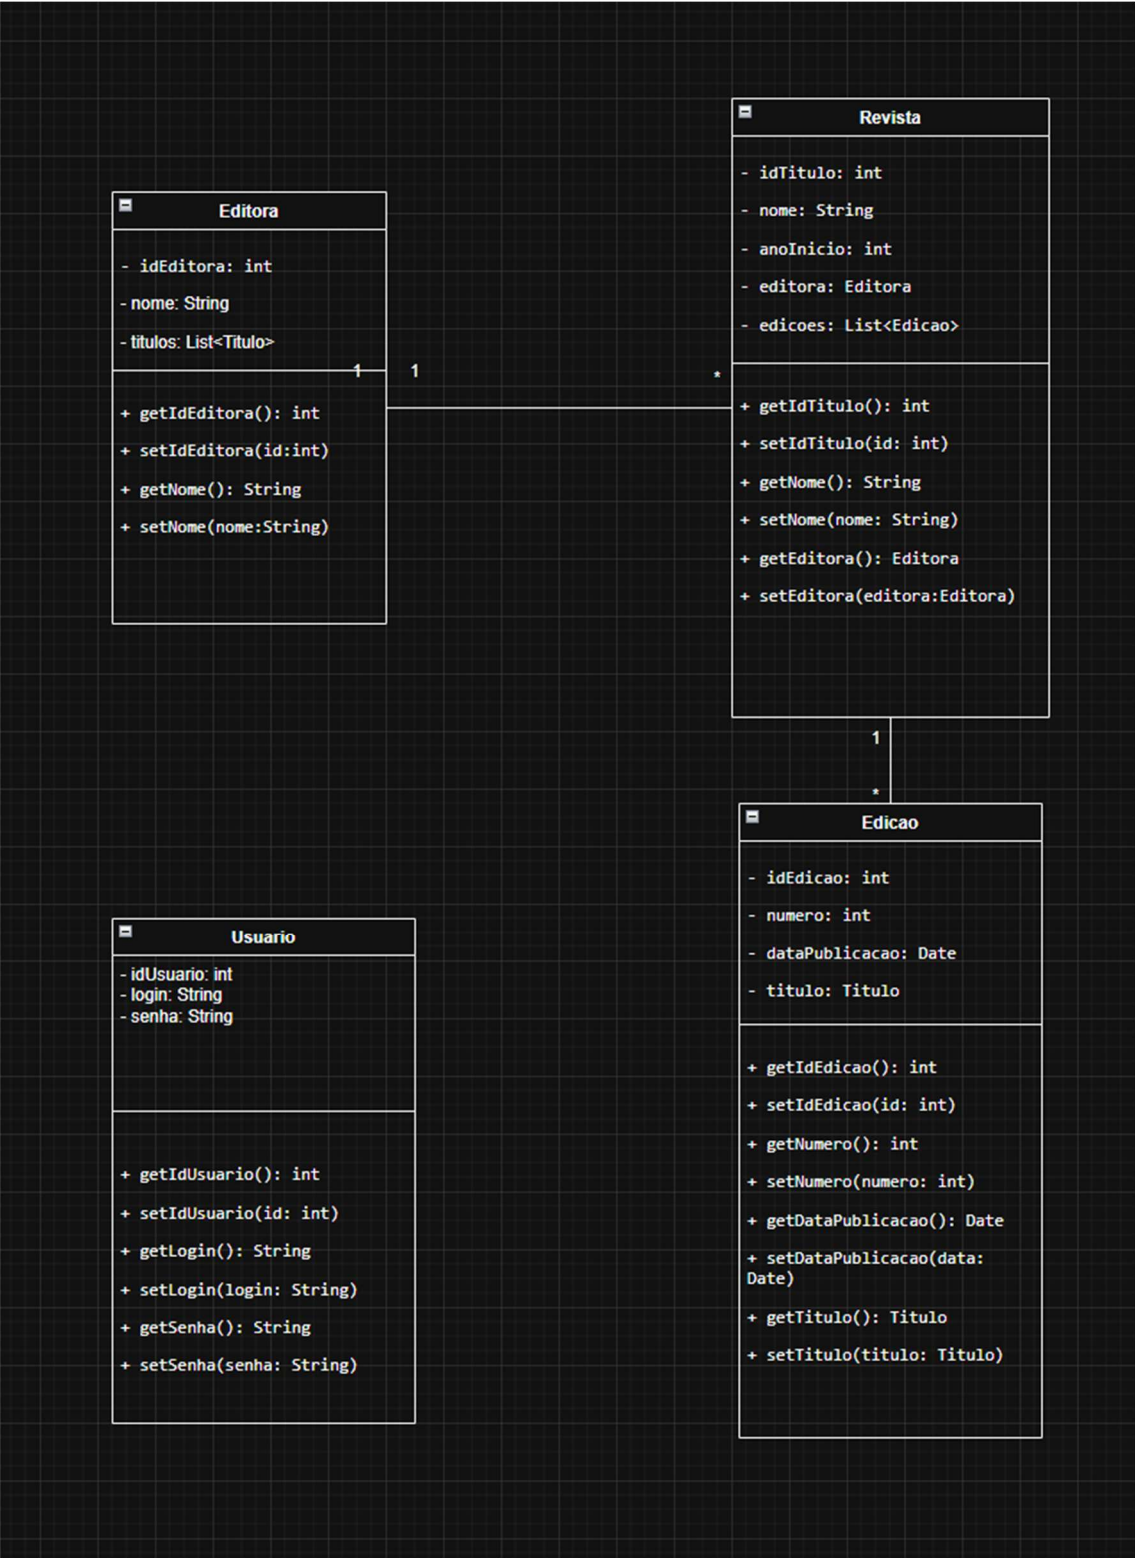 Editora
- idEditora: int
- nome: String
- titulos: List<Titulo>
+ getIdEditora(): int
+ setIdEditora(id:int)
+ getNome(): String
+ setNome(nome:String)
1
1
*
Revista
- idTitulo: int
- nome: String
- anoInicio: int
- editora: Editora
- edicoes: List<Edicao>
+ getIdTitulo(): int
+ setIdTitulo(id: int)
+ getNome(): String
+ setNome(nome: String)
+ getEditora(): Editora
+ setEditora(editora:Editora)
1
*
Edicao
- idEdicao: int
- numero: int
- dataPublicacao: Date
- titulo: Titulo
+ getIdEdicao(): int
+ setIdEdicao(id: int)
+ getNumero(): int
+ setNumero(numero: int)
+ getDataPublicacao(): Date
+ setDataPublicacao(data:
Date)
+ getTitulo(): Titulo
+ setTitulo(titulo: Titulo)
Usuario
- idUsuario: int
- login: String
- senha: String
+ getIdUsuario(): int
+ setIdUsuario(id: int)
+ getLogin(): String
+ setLogin(login: String)
+ getSenha(): String
+ setSenha(senha: String)